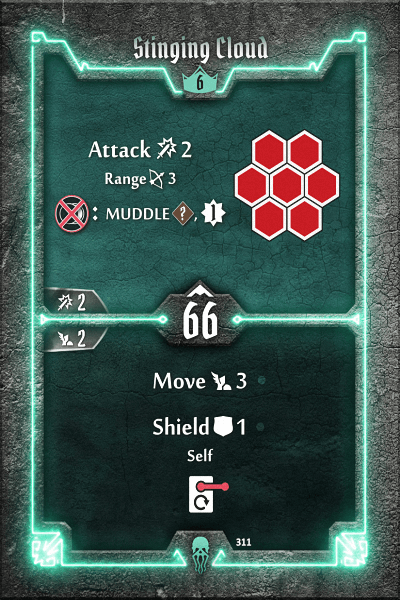 Stinging Cloud
6
Attack 2
Range 3
: MUDDLE ?, 1
2
66
2
Move 3
Shield 1
Self
311